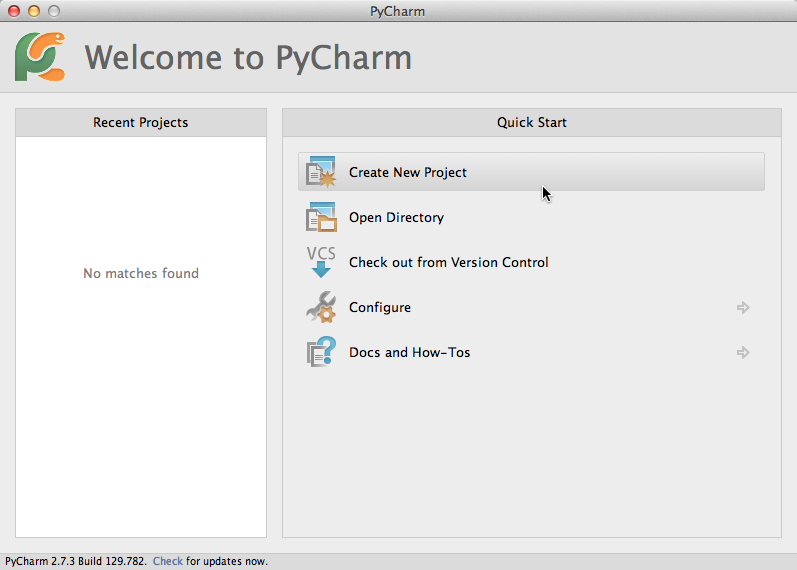 PyCharm
Welcome to PyCharm
Recent Projects
No matches found
Quick Start
Create New Project
Open Directory
VCS
Check out from Version Control
Configure
Docs and How-Tos
PyCharm 2.7.3 Build 129.782. Check for updates now.